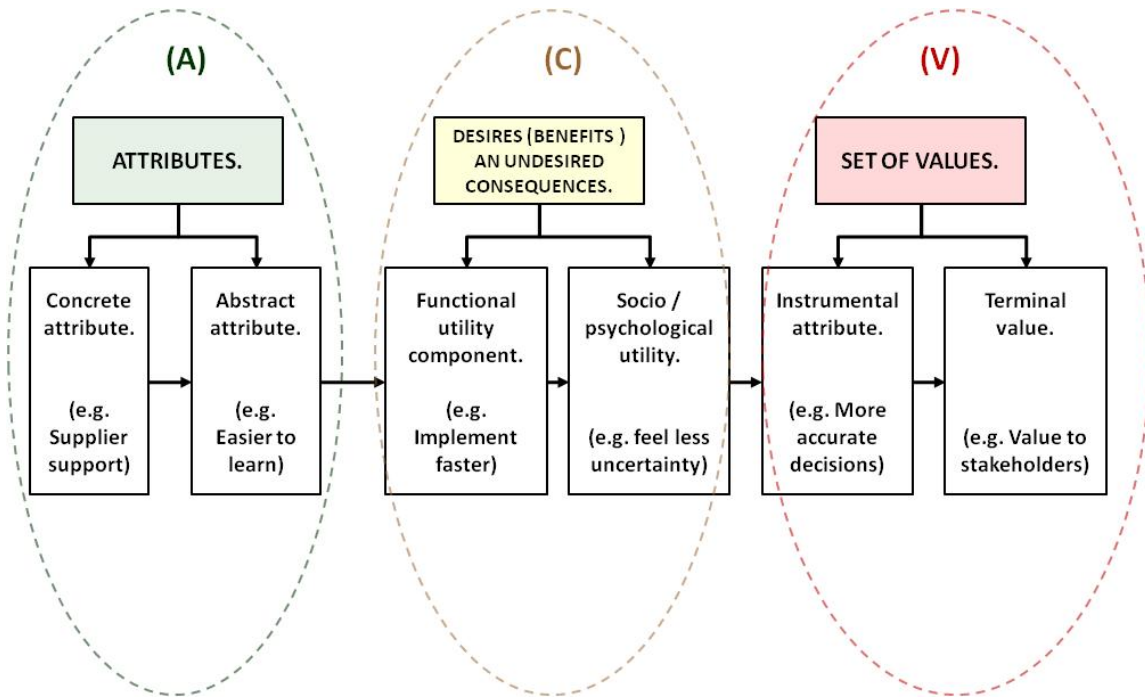 (A)
(C)
(V)
ATTRIBUTES.
DESIRES (BENEFITS )
AN UNDESIRED
CONSEQUENCES.
SET OF VALUES.
Concrete
attribute.
(e.g.
Supplier
support)
Abstract
attribute.
(e.g.
Easier to
learn)
Functional
utility
component.
(e.g.
Implement
faster)
Socio /
psychological
utility.
(e.g. feel less
uncertainty)
Instrumental
attribute.
(e.g. More
accurate
decisions)
Terminal
value.
(e.g. Value to
stakeholders)